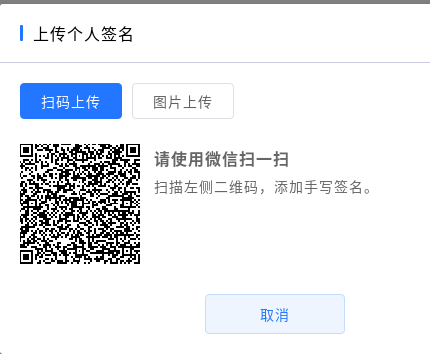 上传个人签名
扫码上传
图片上传
请使用微信扫一扫
扫描左侧二维码，添加手写签名。
取消